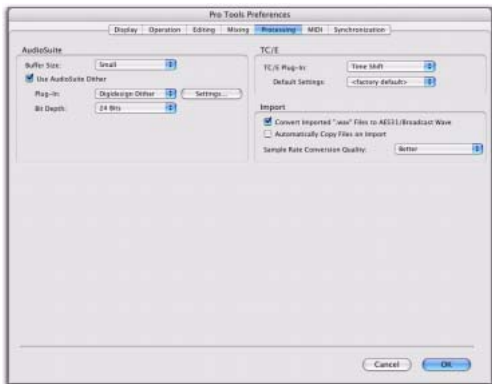 Pro Tools Preferences
Display Operation Editing Mixing Processing MIDI Synchronization
AudioSuite
Buffer Size: Small
Use AudioSuite Dither
Plug-In: Digidesign Dither Settings...
Bit Depth: 24 Bits
TC/E
TC/E Plug-In: Time Shift
Default Settings: <factory default>
Import
Convert Imported ".wav" Files to AES31/Broadcast Wave
Automatically Copy Files on Import
Sample Rate Conversion Quality: Better
Cancel OK